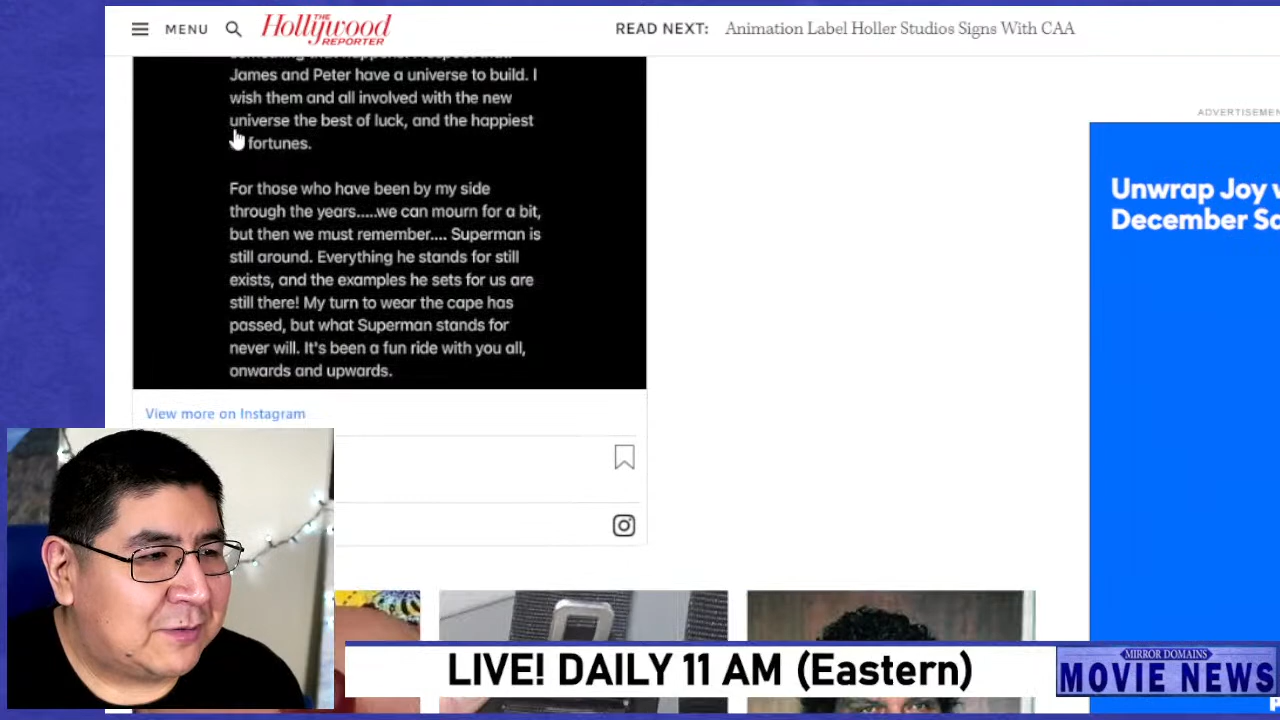 MENU
THE
Hollywood
REPORTER
READ NEXT: Animation Label Holler Studios Signs With CAA
James and Peter have a universe to build. I
wish them and all involved with the new
universe the best of luck, and the happiest
fortunes.
For those who have been by my side
through the years.....we can mourn for a bit,
but then we must remember.... Superman is
still around. Everything he stands for still
exists, and the examples he sets for us are
still there! My turn to wear the cape has
passed, but what Superman stands for
never will. It's been a fun ride with you all,
onwards and upwards.
View more on Instagram
ADVERTISEMEN
Unwrap Joy
December
LIVE! DAILY 11 AM (Eastern)
MIRROR DOMAINS
MOVIE NEWS